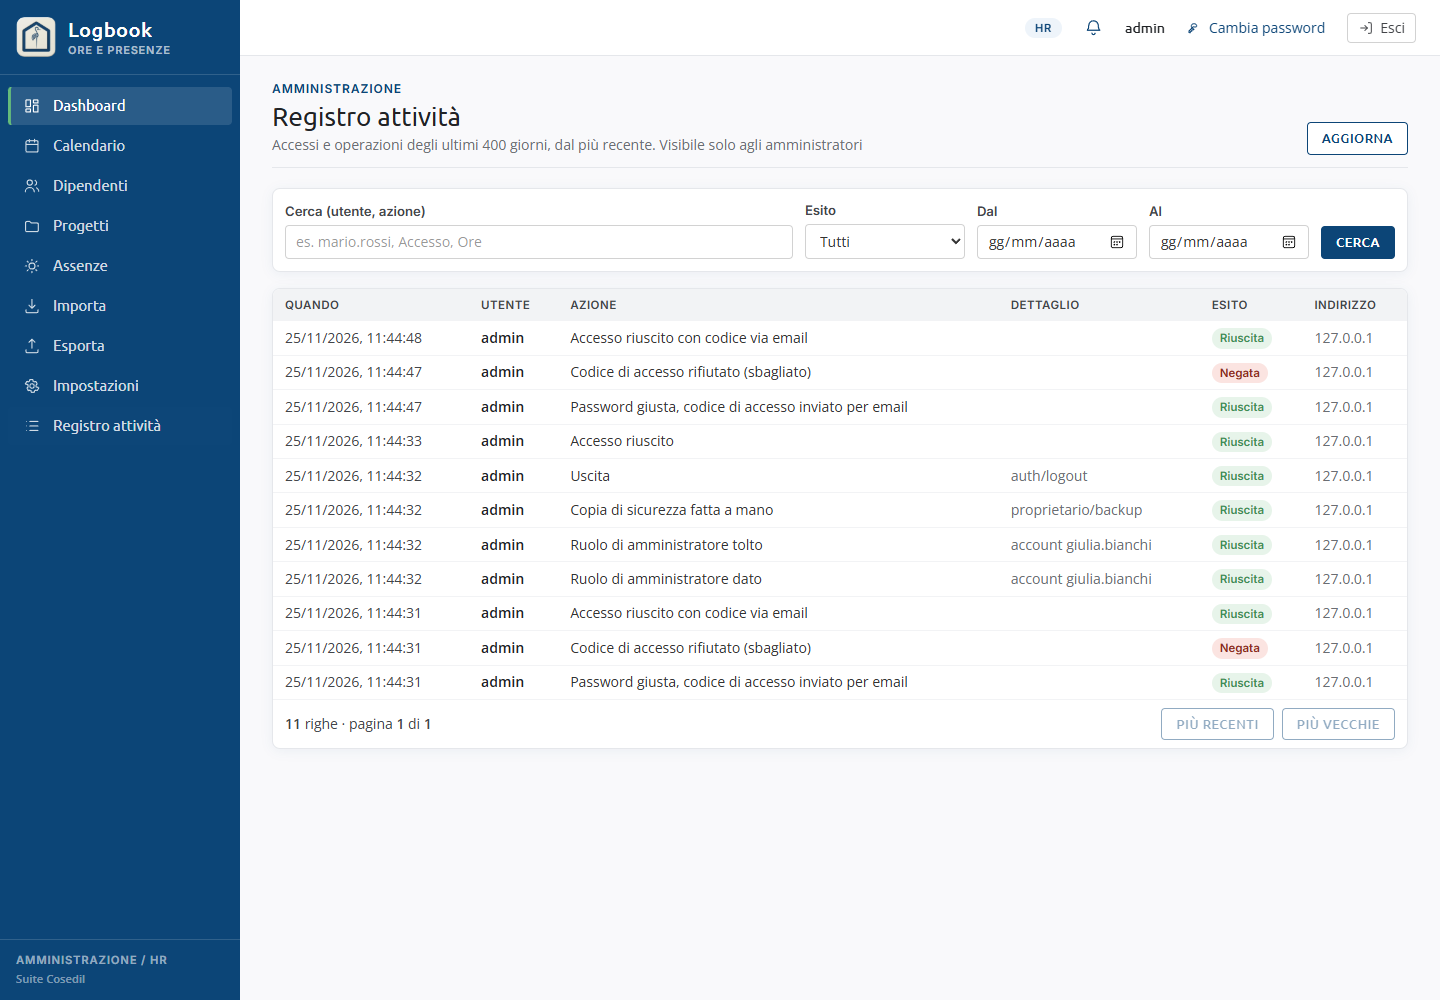 Logbook
ORE E PRESENZE
Dashboard
Calendario
Dipendenti
Progetti
Assenze
Importa
Esporta
Impostazioni
Registro attività
AMMINISTRAZIONE / HR
Suite Cosedil
HR admin Cambia password Esci
AMMINISTRAZIONE
Registro attività
Accessi e operazioni degli ultimi 400 giorni, dal più recente. Visibile solo agli amministratori
AGGIORNA
Cerca (utente, azione) Esito Dal Al
es. mario.rossi, Accesso, Ore Tutti gg/mm/aaaa gg/mm/aaaa CERCA
QUANDO UTENTE AZIONE DETTAGLIO ESITO INDIRIZZO
25/11/2026, 11:44:48 admin Accesso riuscito con codice via email Riuscita 127.0.0.1
25/11/2026, 11:44:47 admin Codice di accesso rifiutato (sbagliato) Negata 127.0.0.1
25/11/2026, 11:44:47 admin Password giusta, codice di accesso inviato per email Riuscita 127.0.0.1
25/11/2026, 11:44:33 admin Accesso riuscito Riuscita 127.0.0.1
25/11/2026, 11:44:32 admin Uscita auth/logout Riuscita 127.0.0.1
25/11/2026, 11:44:32 admin Copia di sicurezza fatta a mano proprietario/backup Riuscita 127.0.0.1
25/11/2026, 11:44:32 admin Ruolo di amministratore tolto account giulia.bianchi Riuscita 127.0.0.1
25/11/2026, 11:44:32 admin Ruolo di amministratore dato account giulia.bianchi Riuscita 127.0.0.1
25/11/2026, 11:44:31 admin Accesso riuscito con codice via email Riuscita 127.0.0.1
25/11/2026, 11:44:31 admin Codice di accesso rifiutato (sbagliato) Negata 127.0.0.1
25/11/2026, 11:44:31 admin Password giusta, codice di accesso inviato per email Riuscita 127.0.0.1
11 righe · pagina 1 di 1 PIÙ RECENTI PIÙ VECCHIE